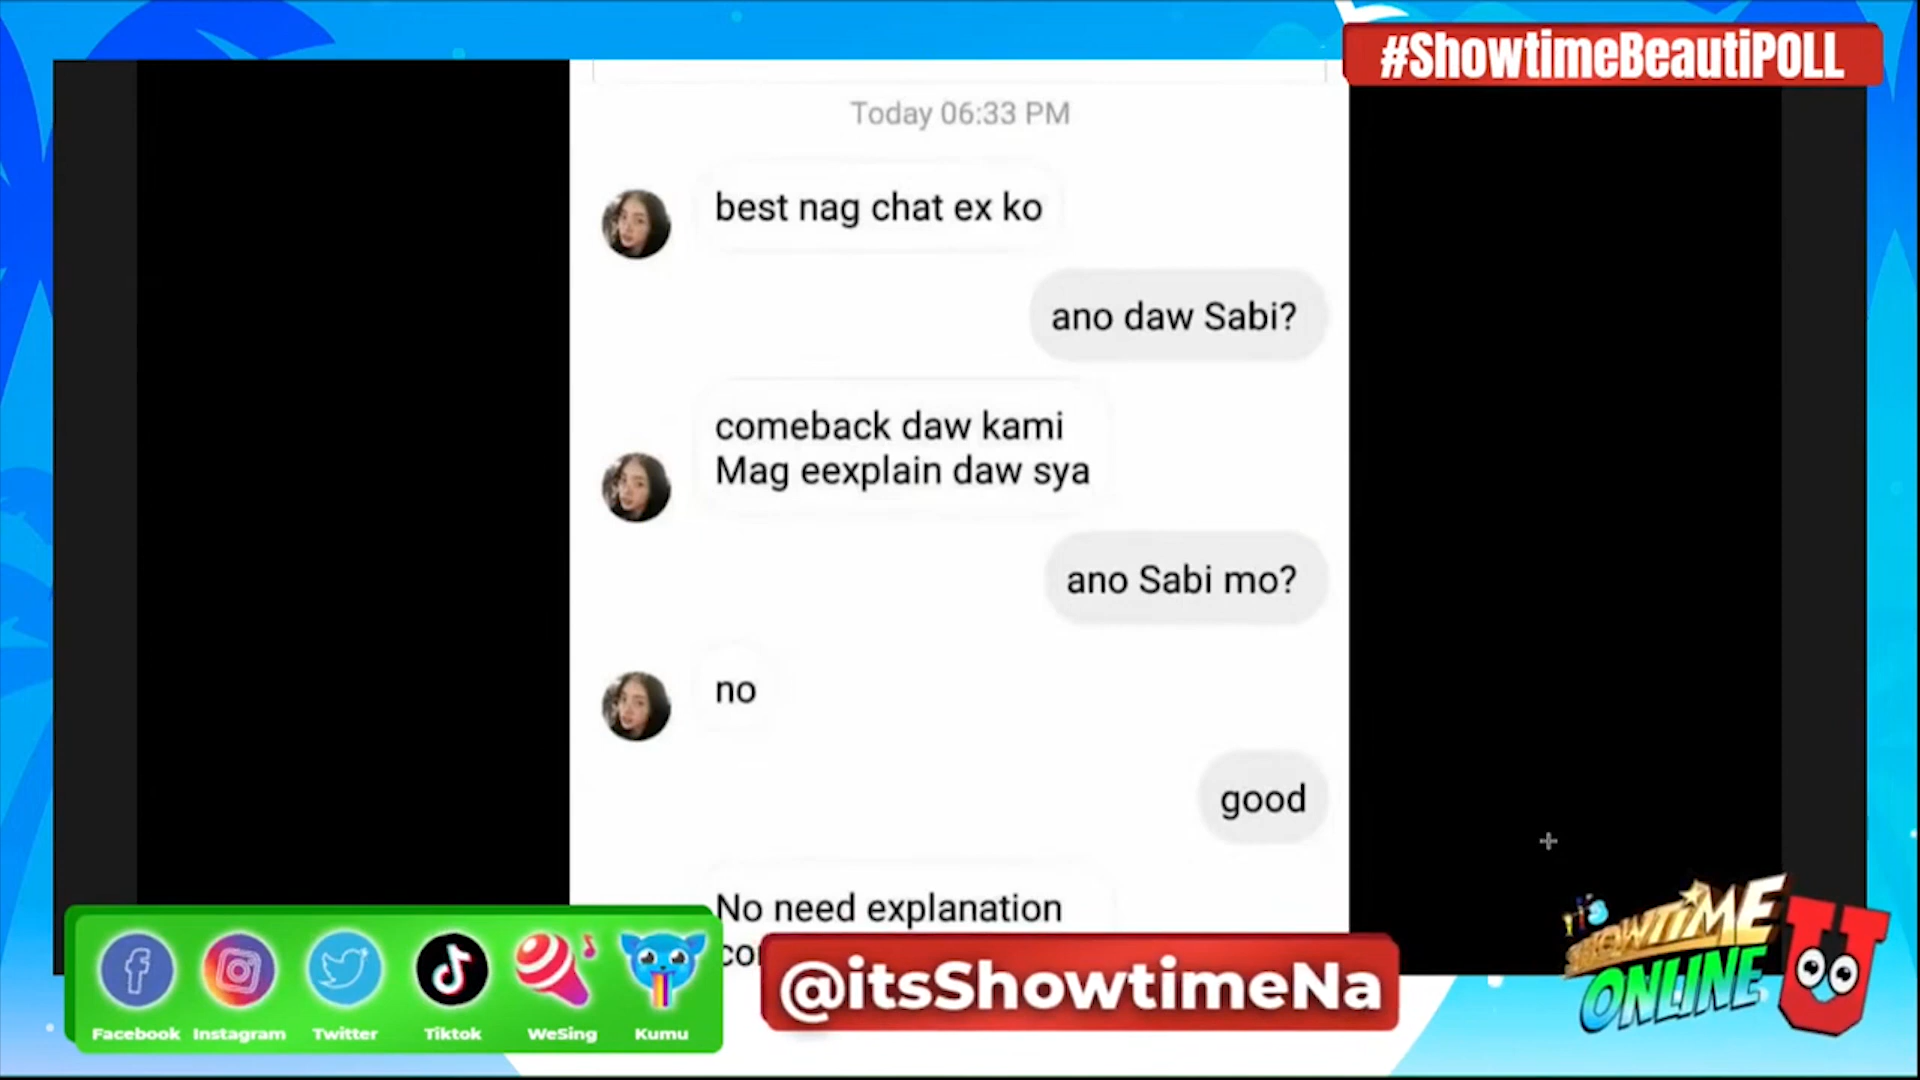 #ShowtimeBeautiPOLL
Today 06:33 PM
best nag chat ex ko
ano daw Sabi?
comeback daw kami
Mag eexplain daw sya
ano Sabi mo?
no
good
No need explanation
@itsShowtimeNa
Facebook Instagram Twitter Tiktok WeSing Kumu
it's
SHOWTiME
ONLINE U